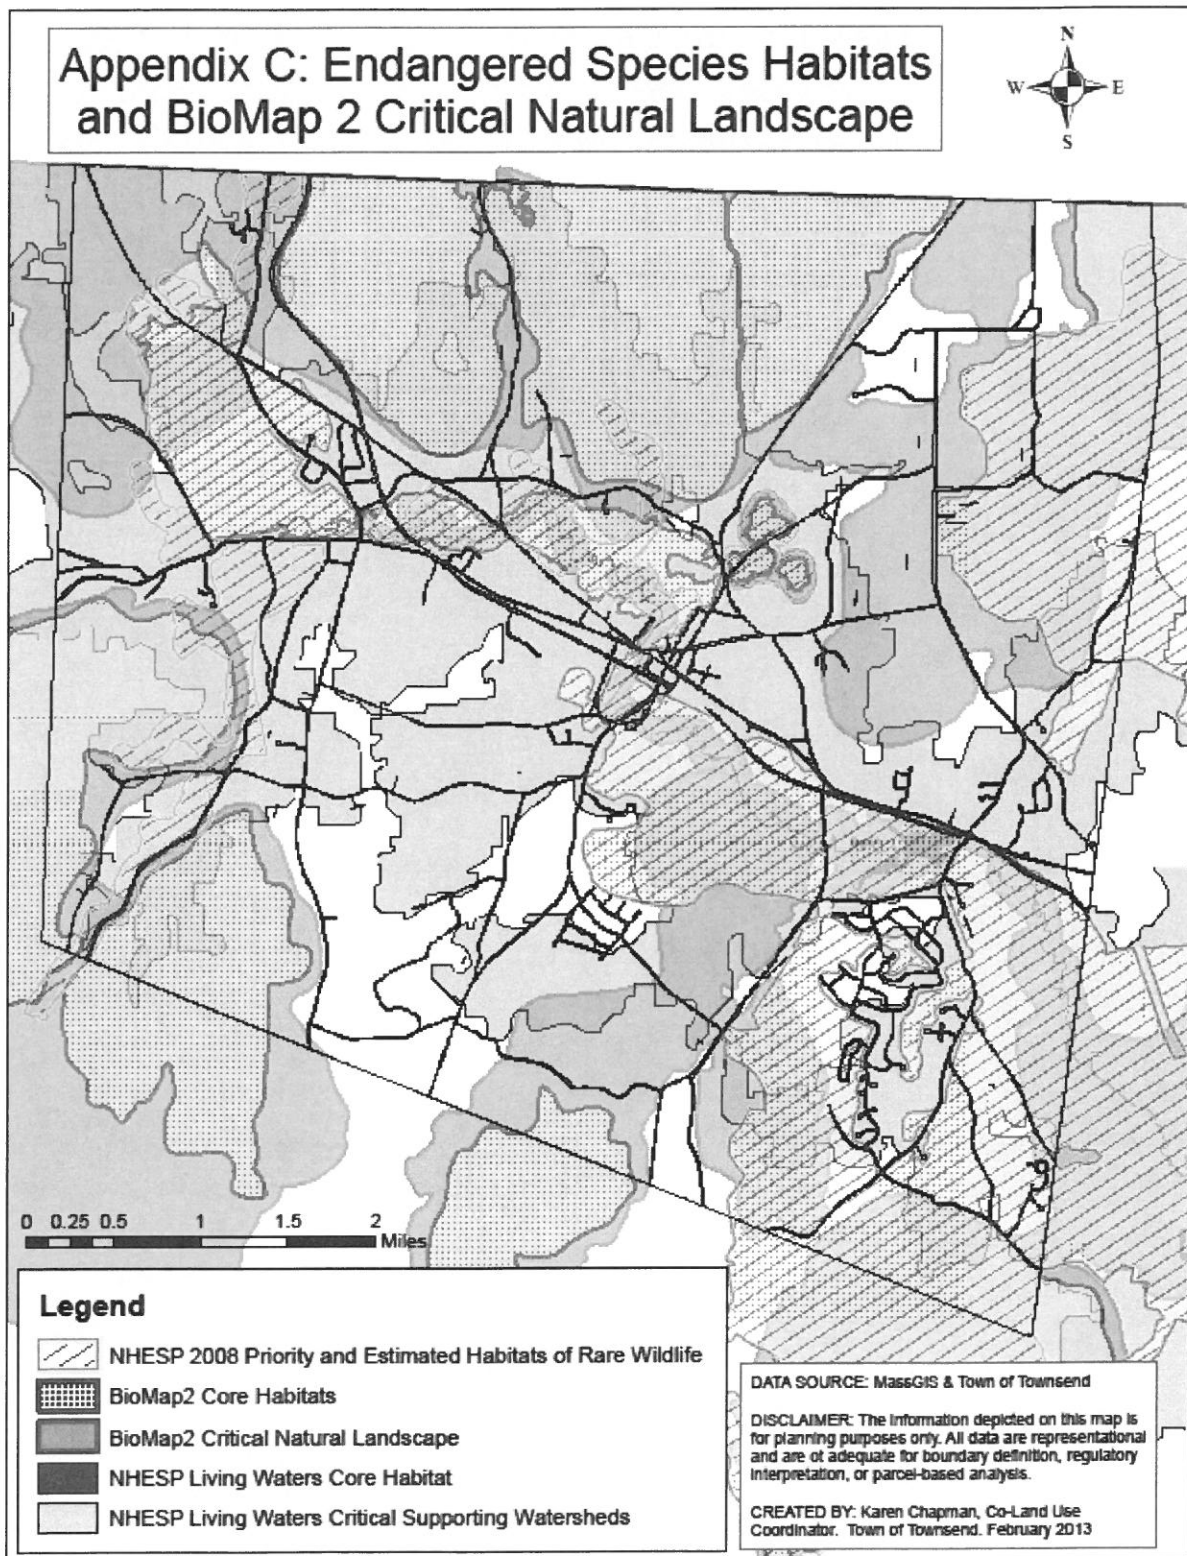 Appendix C: Endangered Species Habitats
and BioMap 2 Critical Natural Landscape
N
W E
S
0 0.25 0.5 1 1.5 2
Miles
Legend
NHESP 2008 Priority and Estimated Habitats of Rare Wildlife
BioMap2 Core Habitats
BioMap2 Critical Natural Landscape
NHESP Living Waters Core Habitat
NHESP Living Waters Critical Supporting Watersheds
DATA SOURCE: MassGIS & Town of Townsend
DISCLAIMER: The information depicted on this map is
for planning purposes only. All data are representational
and are ot adequate for boundary definition, regulatory
interpretation, or parcel-based analysis.
CREATED BY: Karen Chapman, Co-Land Use
Coordinator. Town of Townsend. February 2013